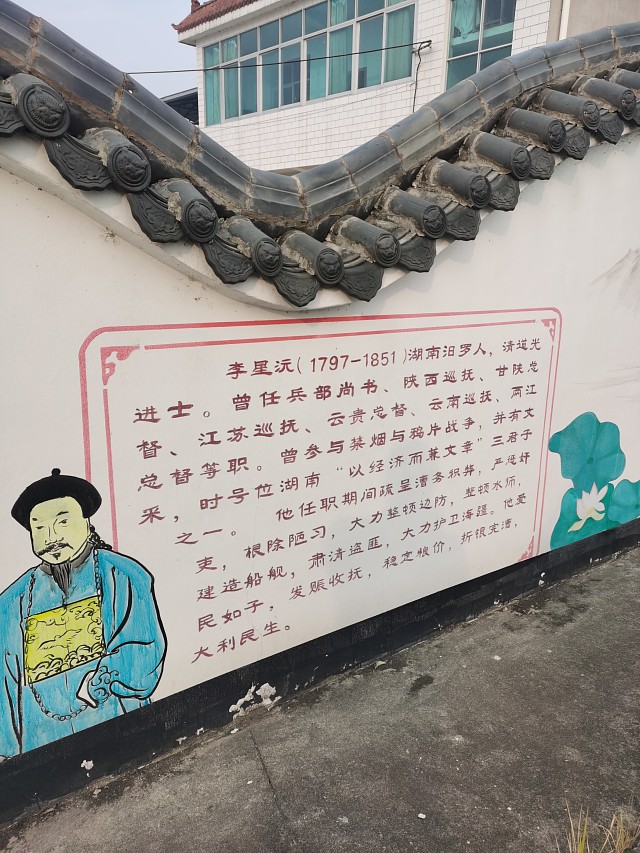 李星沅(1797-1851)湖南汨罗人，清道光
进士。曾任兵部尚书、陕西巡抚、甘陕总
督、江苏巡抚、云贵总督、云南巡抚、两江
总督等职。曾参与禁烟与鸦片战争，并有文
采，时号位湖南“以经济而兼文章”三君子
之一。 他任职期间疏呈漕务积弊，严惩奸
吏，根除陋习，大力整顿边防，整顿水师，
建造船舰，肃清盗匪，大力护卫海疆。他爱
民如子，发赈收抚，稳定粮价，折银完漕，
大利民生。